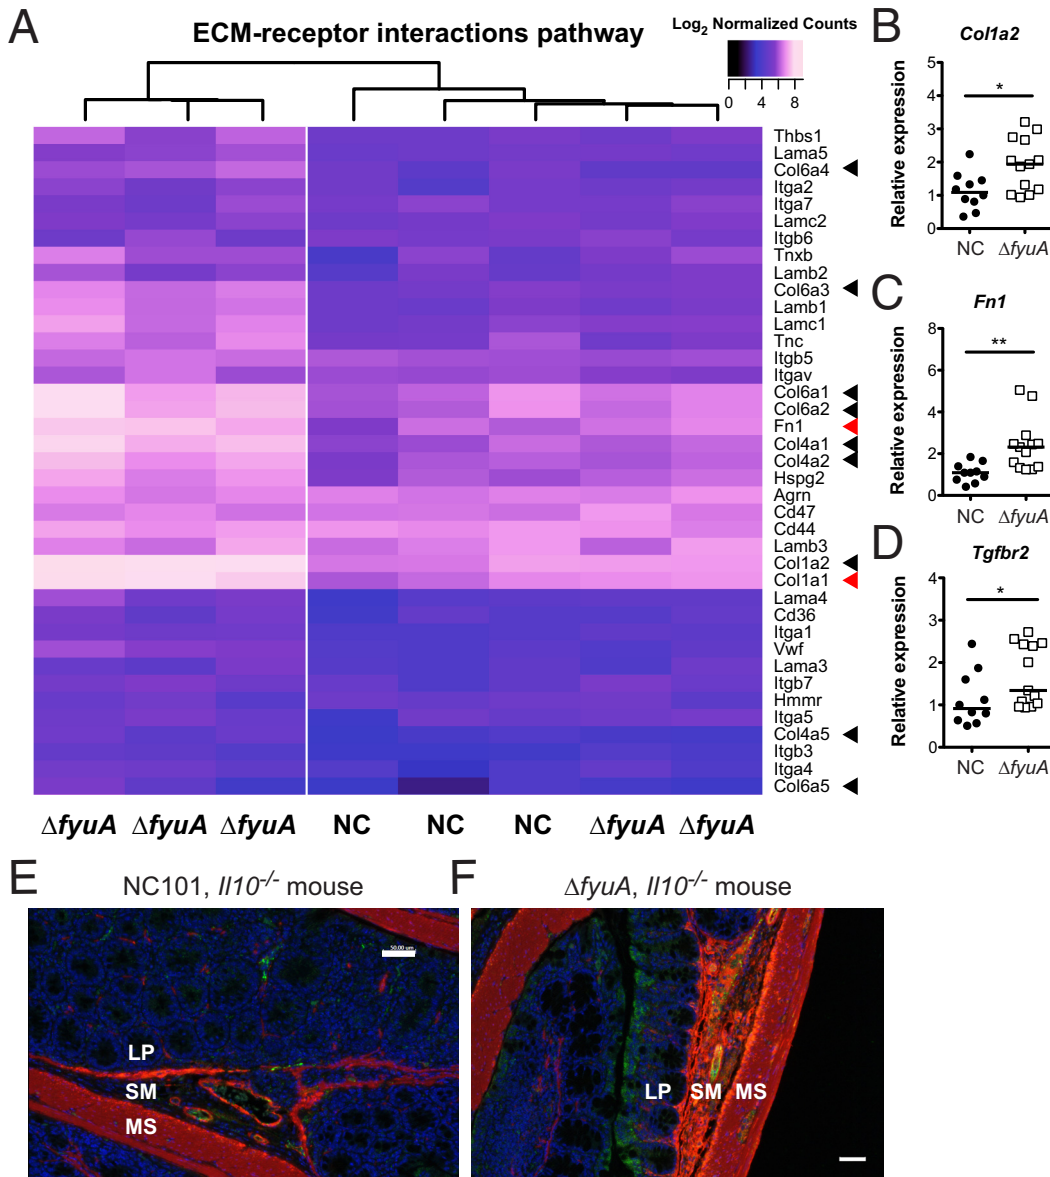 A
ECM-receptor interactions pathway
Log2 Normalized Counts
0 4 8
Thbs1
Lama5
Col6a4
Itga2
Itga7
Lamc2
Itgb6
Tnxb
Lamb2
Col6a3
Lamb1
Lamc1
Tnc
Itgb5
Itgav
Col6a1
Col6a2
Fn1
Col4a1
Col4a2
Hspg2
Agrn
Cd47
Cd44
Lamb3
Col1a2
Col1a1
Lama4
Cd36
Itga1
Vwf
Lama3
Itgb7
Hmmr
Itga5
Col4a5
Itgb3
Itga4
Col6a5
ΔfyuA ΔfyuA ΔfyuA NC NC NC ΔfyuA ΔfyuA
B
Col1a2
Relative expression
5
4
3
2
1
0
*
NC ΔfyuA
C
Fn1
Relative expression
8
6
4
2
0
**
NC ΔfyuA
D
Tgfbr2
Relative expression
4
3
2
1
0
*
NC ΔfyuA
E
NC101, Il10-/- mouse
50.00 um
LP
SM
MS
F
ΔfyuA, Il10-/- mouse
LP SM MS